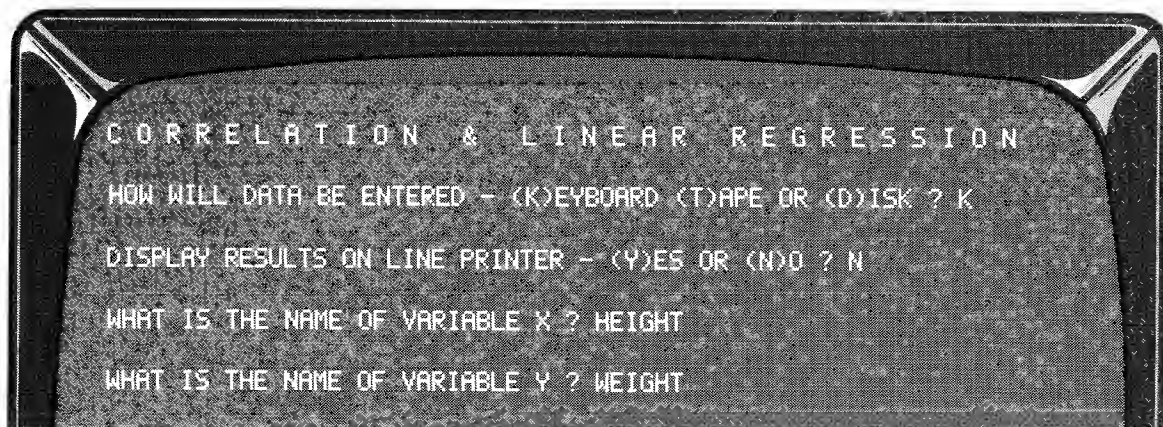 CORRELATION & LINEAR REGRESSION
HOW WILL DATA BE ENTERED - (K)EYBOARD (T)APE OR (D)ISK ? K
DISPLAY RESULTS ON LINE PRINTER - (Y)ES OR (N)O ? N
WHAT IS THE NAME OF VARIABLE X ? HEIGHT
WHAT IS THE NAME OF VARIABLE Y ? WEIGHT